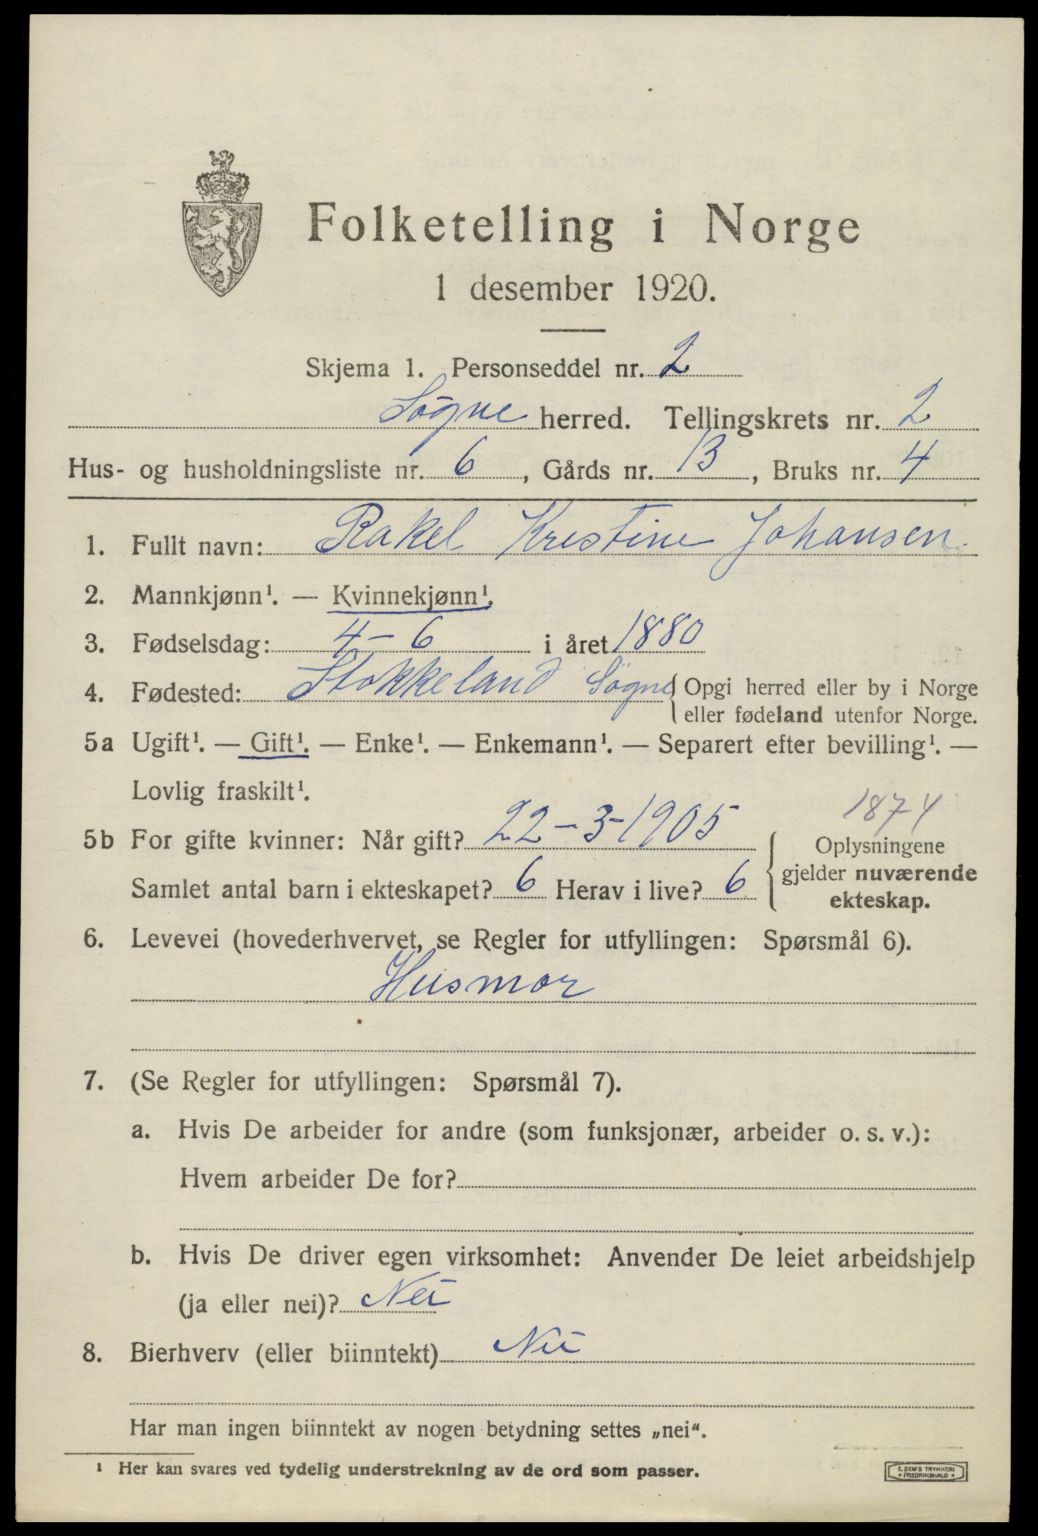 Folketelling i Norge
1 desember 1920.
Skjema 1. Personseddel nr. 2
Søgne herred. Tellingskrets nr. 2
Hus- og husholdningsliste nr. 6, Gårds nr. 13, Bruks nr. 4
1. Fullt navn: Rakel Kristine Johansen.
2. Mannkjønn¹. — Kvinnekjønn¹.
3. Fødselsdag: 4-6 i året 1880
4. Fødested: Stokkeland Søgne { Opgi herred eller by i Norge
eller fødeland utenfor Norge.
5a Ugift¹. — Gift¹. — Enke¹. — Enkemann¹. — Separert efter bevilling¹. —
Lovlig fraskilt¹.
1874
5b For gifte kvinner: Når gift? 22-3-1905
Samlet antal barn i ekteskapet? 6 Herav i live? 6
Oplysningene
gjelder nuværende
ekteskap.
6. Levevei (hovederhvervet, se Regler for utfyllingen: Spørsmål 6).
Husmor
7. (Se Regler for utfyllingen: Spørsmål 7).
a. Hvis De arbeider for andre (som funksjonær, arbeider o. s. v.):
Hvem arbeider De for?
b. Hvis De driver egen virksomhet: Anvender De leiet arbeidshjelp
(ja eller nei)? Nei
8. Bierhverv (eller biinntekt) Nei
Har man ingen biinntekt av nogen betydning settes „nei“.
¹ Her kan svares ved tydelig understrekning av de ord som passer.
E. SEM'S TRYKKERI
• FREDRIKSHALD •